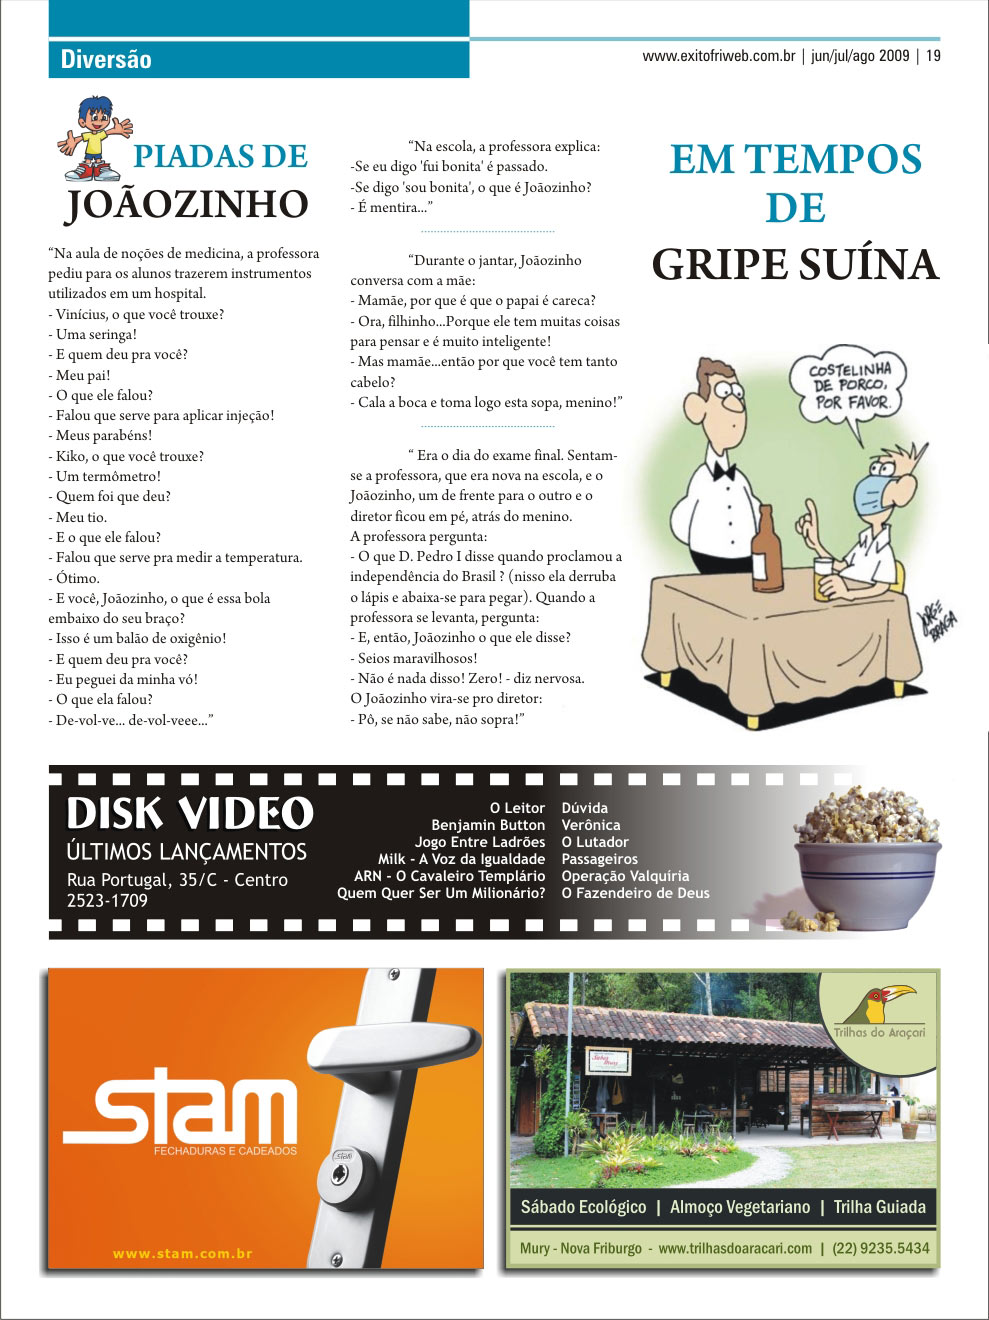 Diversão
www.exitofriweb.com.br | jun/jul/ago 2009 | 19
PIADAS DE
JOÃOZINHO
“Na aula de noções de medicina, a professora
pediu para os alunos trazerem instrumentos
utilizados em um hospital.
- Vinícius, o que você trouxe?
- Uma seringa!
- E quem deu pra você?
- Meu pai!
- O que ele falou?
- Falou que serve para aplicar injeção!
- Meus parabéns!
- Kiko, o que você trouxe?
- Um termômetro!
- Quem foi que deu?
- Meu tio.
- E o que ele falou?
- Falou que serve pra medir a temperatura.
- Ótimo.
- E você, Joãozinho, o que é essa bola
embaixo do seu braço?
- Isso é um balão de oxigênio!
- E quem deu pra você?
- Eu peguei da minha vó!
- O que ela falou?
- De-vol-ve... de-vol-veee...”
“Na escola, a professora explica:
-Se eu digo 'fui bonita' é passado.
-Se digo 'sou bonita', o que é Joãozinho?
- É mentira...”
“Durante o jantar, Joãozinho
conversa com a mãe:
- Mamãe, por que é que o papai é careca?
- Ora, filhinho...Porque ele tem muitas coisas
para pensar e é muito inteligente!
- Mas mamãe...então por que você tem tanto
cabelo?
- Cala a boca e toma logo esta sopa, menino!”
“ Era o dia do exame final. Sentam-
se a professora, que era nova na escola, e o
Joãozinho, um de frente para o outro e o
diretor ficou em pé, atrás do menino.
A professora pergunta:
- O que D. Pedro I disse quando proclamou a
independência do Brasil ? (nisso ela derruba
o lápis e abaixa-se para pegar). Quando a
professora se levanta, pergunta:
- E, então, Joãozinho o que ele disse?
- Seios maravilhosos!
- Não é nada disso! Zero! - diz nervosa.
O Joãozinho vira-se pro diretor:
- Pô, se não sabe, não sopra!”
EM TEMPOS
DE
GRIPE SUÍNA
COSTELINHA
DE PORCO,
POR FAVOR.
JORGE
BRAGA
DISK VIDEO
ÚLTIMOS LANÇAMENTOS
Rua Portugal, 35/C - Centro
2523-1709
O Leitor
Benjamin Button
Jogo Entre Ladrões
Milk - A Voz da Igualdade
ARN - O Cavaleiro Templário
Quem Quer Ser Um Milionário?
Dúvida
Verônica
O Lutador
Passageiros
Operação Valquíria
O Fazendeiro de Deus
stam
FECHADURAS E CADEADOS
stam
www.stam.com.br
Trilhas do Araçari
Sábado Ecológico | Almoço Vegetariano | Trilha Guiada
Mury - Nova Friburgo - www.trilhasdoaracari.com | (22) 9235.5434